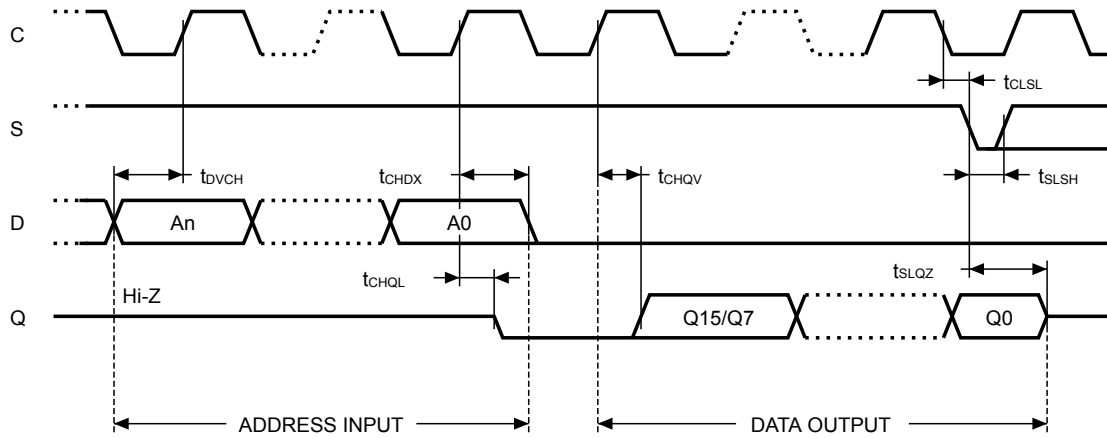 C
tCLSL
S
tDVCH
tCHDX
tCHQV
tSLSH
D
An
A0
tCHQL
tSLQZ
Hi-Z
Q
Q15/Q7
Q0
ADDRESS INPUT
DATA OUTPUT